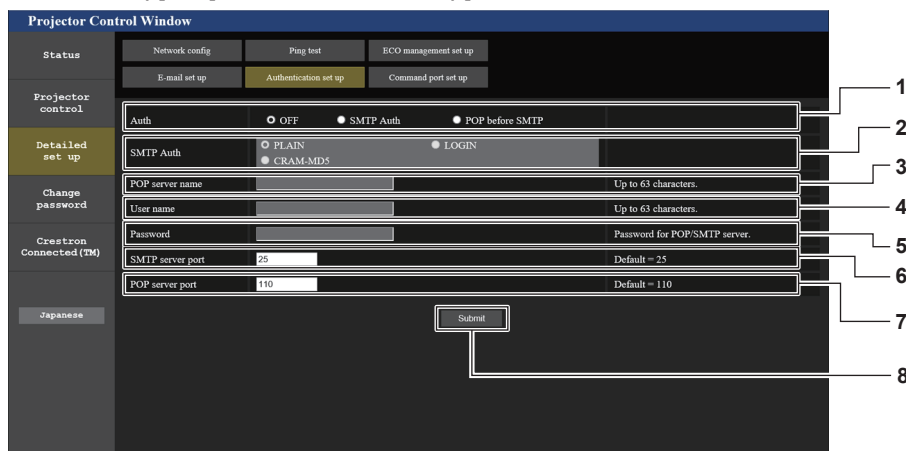 Projector Control Window
Status
Network config
Ping test
ECO management set up
E-mail set up
Authentication set up
Command port set up
Projector
control
Detailed
set up
Change
password
Crestron
Connected(TM)
Japanese
Auth
OFF
SMTP Auth
POP before SMTP
1
SMTP Auth
PLAIN
LOGIN
CRAM-MD5
2
POP server name
Up to 63 characters.
3
User name
Up to 63 characters.
4
Password
Password for POP/SMTP server.
5
SMTP server port
25
Default = 25
6
POP server port
110
Default = 110
7
Submit
8